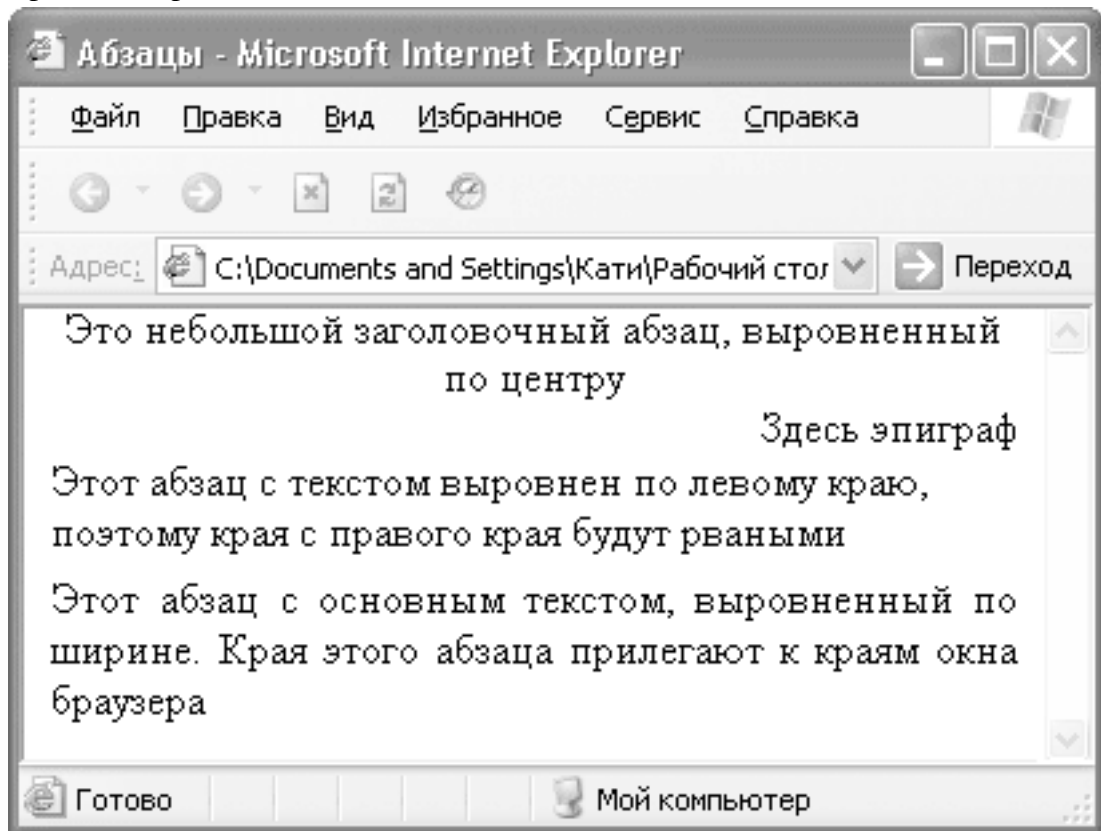 Абзацы - Microsoft Internet Explorer
Файл Правка Вид Избранное Сервис Справка
Адрес: C:\Documents and Settings\Кати\Рабочий стол Переход
Это небольшой заголовочный абзац, выровненный
по центру
Здесь эпиграф
Этот абзац с текстом выровнен по левому краю,
поэтому края с правого края будут рваными
Этот абзац с основным текстом, выровненный по
ширине. Края этого абзаца прилегают к краям окна
браузера
Готово Мой компьютер